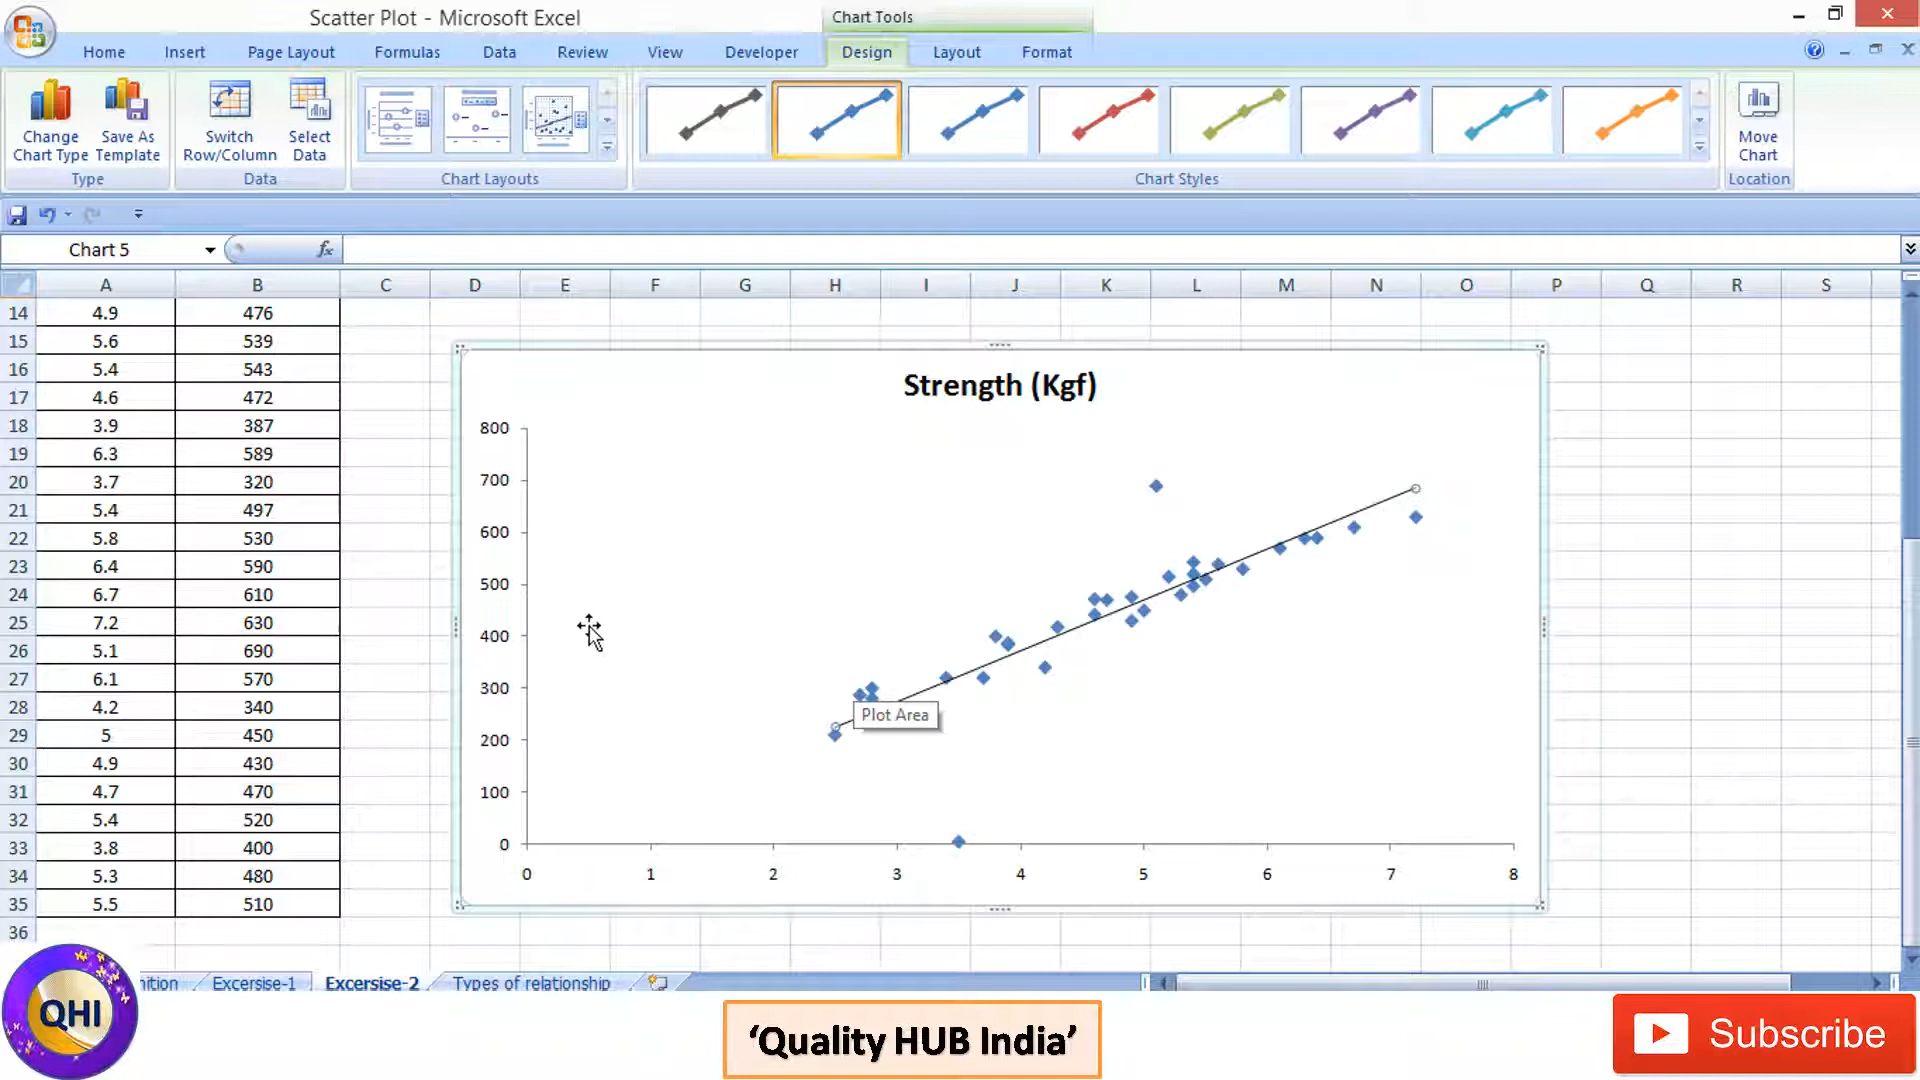 Scatter Plot - Microsoft Excel
Chart Tools
Home Insert Page Layout Formulas Data Review View Developer Design Layout Format
Change Chart Type
Save As Template
Switch Row/Column
Select Data
Move Chart
Type Data Chart Layouts Chart Styles Location
Chart 5 fx
A B C D E F G H I J K L M N O P Q R S
14 4.9 476
15 5.6 539
16 5.4 543
17 4.6 472
18 3.9 387
19 6.3 589
20 3.7 320
21 5.4 497
22 5.8 530
23 6.4 590
24 6.7 610
25 7.2 630
26 5.1 690
27 6.1 570
28 4.2 340
29 5 450
30 4.9 430
31 4.7 470
32 5.4 520
33 3.8 400
34 5.3 480
35 5.5 510
36
Strength (Kgf)
800
700
600
500
400
300
200
100
0
0 1 2 3 4 5 6 7 8
Plot Area
nition Excersise-1 Excersise-2 Types of relationship
QHI
‘Quality HUB India’
Subscribe